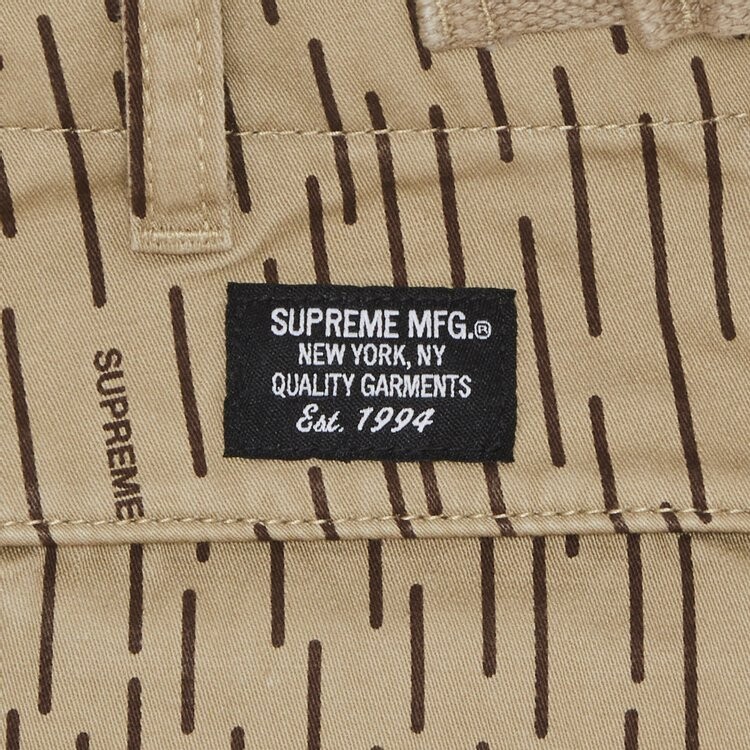 SUPREME MFG.®
NEW YORK, NY
QUALITY GARMENTS
Est. 1994
SUPREME